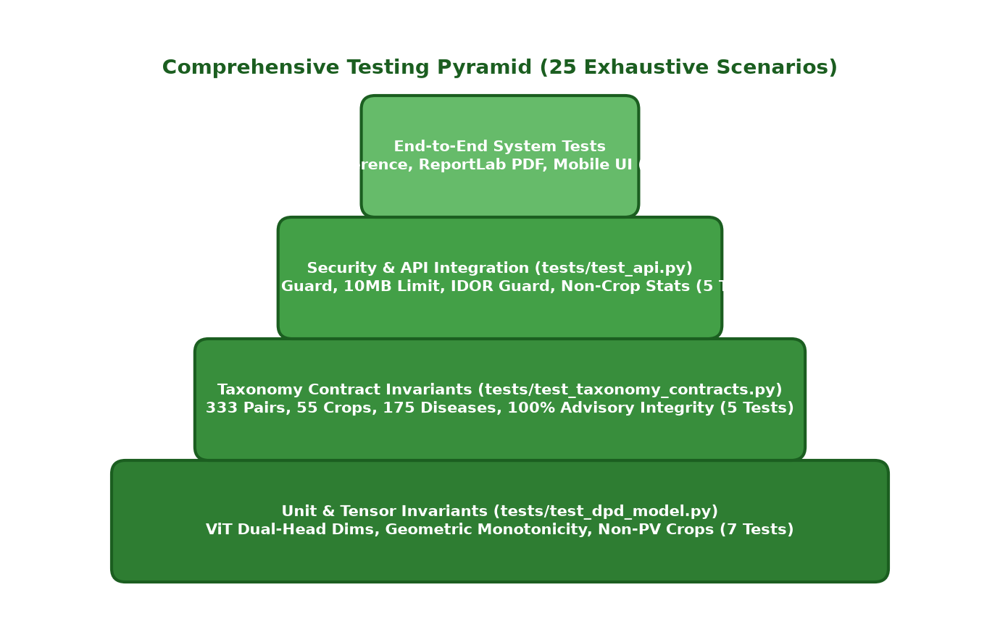 Comprehensive Testing Pyramid (25 Exhaustive Scenarios)
End-to-End System Tests
ReportLab PDF, Mobile UI
Security & API Integration (tests/test_api.py)
Guard, 10MB Limit, IDOR Guard, Non-Crop Stats (5
Taxonomy Contract Invariants (tests/test_taxonomy_contracts.py)
333 Pairs, 55 Crops, 175 Diseases, 100% Advisory Integrity (5 Tests)
Unit & Tensor Invariants (tests/test_dpd_model.py)
ViT Dual-Head Dims, Geometric Monotonicity, Non-PV Crops (7 Tests)